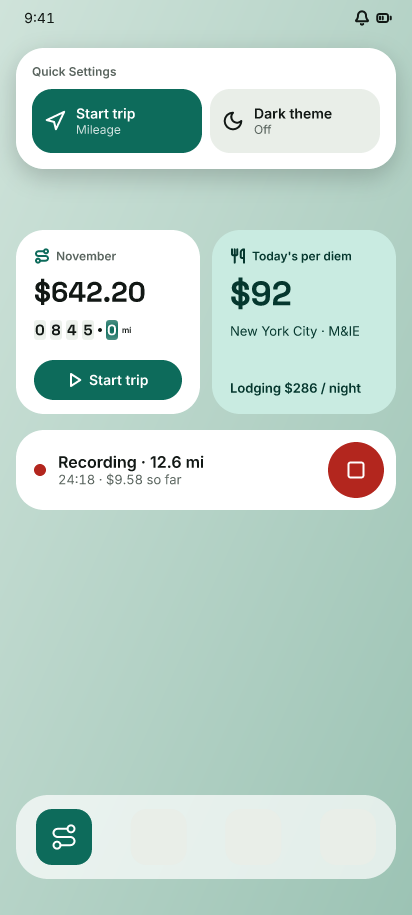 9:41
Quick Settings
Start trip
Mileage
Dark theme
Off
November
$642.20
0845.0 mi
Start trip
Today's per diem
$92
New York City · M&IE
Lodging $286 / night
Recording · 12.6 mi
24:18 · $9.58 so far